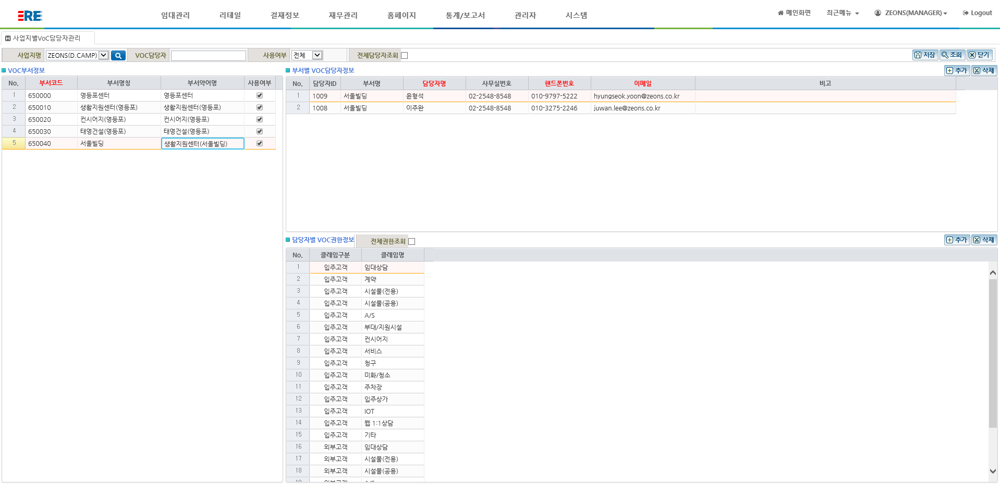 ERE 임대관리 리테일 결재정보 재무관리 홈페이지 통계/보고서 관리자 시스템 메인화면 최근메뉴 ZEONS(MANAGER) Logout
사업지별VoC담당자관리
사업지명 ZEONS(D.CAMP) VOC담당자 사용여부 전체 전체담당자조회 저장 조회 닫기
VOC부서정보
No. 부서코드 부서명칭 부서약어명 사용여부
1 650000 영등포센터 영등포센터
2 650010 생활지원센터(영등포) 생활지원센터(영등포)
3 650020 컨시어지(영등포) 컨시어지(영등포)
4 650030 태영건설(영등포) 태영건설(영등포)
5 650040 서울빌딩 생활지원센터(서울빌딩)
부서별 VOC담당자정보 추가 삭제
No. 담당자ID 부서명 담당자명 사무실번호 핸드폰번호 이메일 비고
1 1009 서울빌딩 윤형석 02-2548-8548 010-9797-5222 hyungseok.yoon@zeons.co.kr
2 1008 서울빌딩 이주완 02-2548-8548 010-3275-2246 juwan.lee@zeons.co.kr
담당자별 VOC권한정보 전체권한조회 추가 삭제
No. 클레임구분 클레임명
1 입주고객 임대상담
2 입주고객 계약
3 입주고객 시설물(전용)
4 입주고객 시설물(공용)
5 입주고객 A/S
6 입주고객 부대/지원시설
7 입주고객 컨시어지
8 입주고객 서비스
9 입주고객 청구
10 입주고객 미화/청소
11 입주고객 주차장
12 입주고객 입주상가
13 입주고객 IOT
14 입주고객 웹 1:1상담
15 입주고객 기타
16 외부고객 임대상담
17 외부고객 시설물(전용)
18 외부고객 시설물(공용)